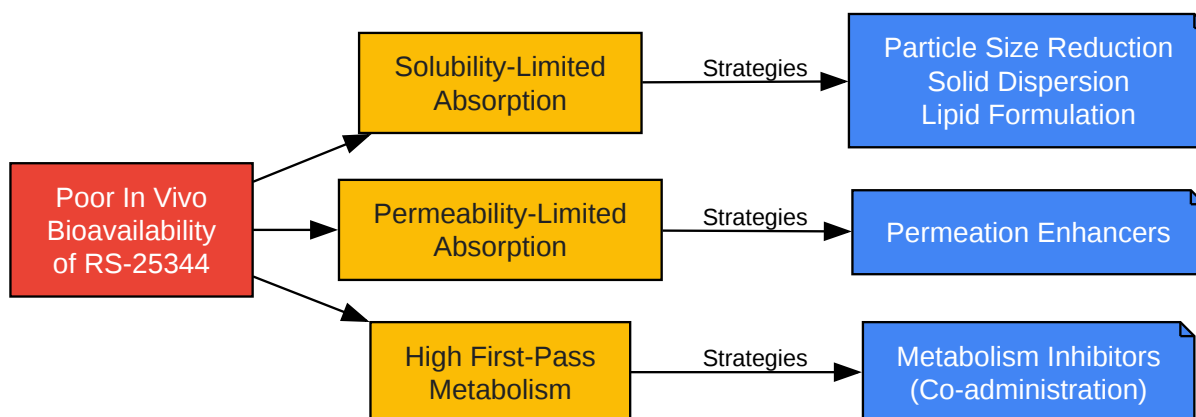 Poor In Vivo
Bioavailability
of RS-25344
Solubility-Limited
Absorption
Strategies
Particle Size Reduction
Solid Dispersion
Lipid Formulation
Permeability-Limited
Absorption
Strategies
Permeation Enhancers
High First-Pass
Metabolism
Strategies
Metabolism Inhibitors
(Co-administration)